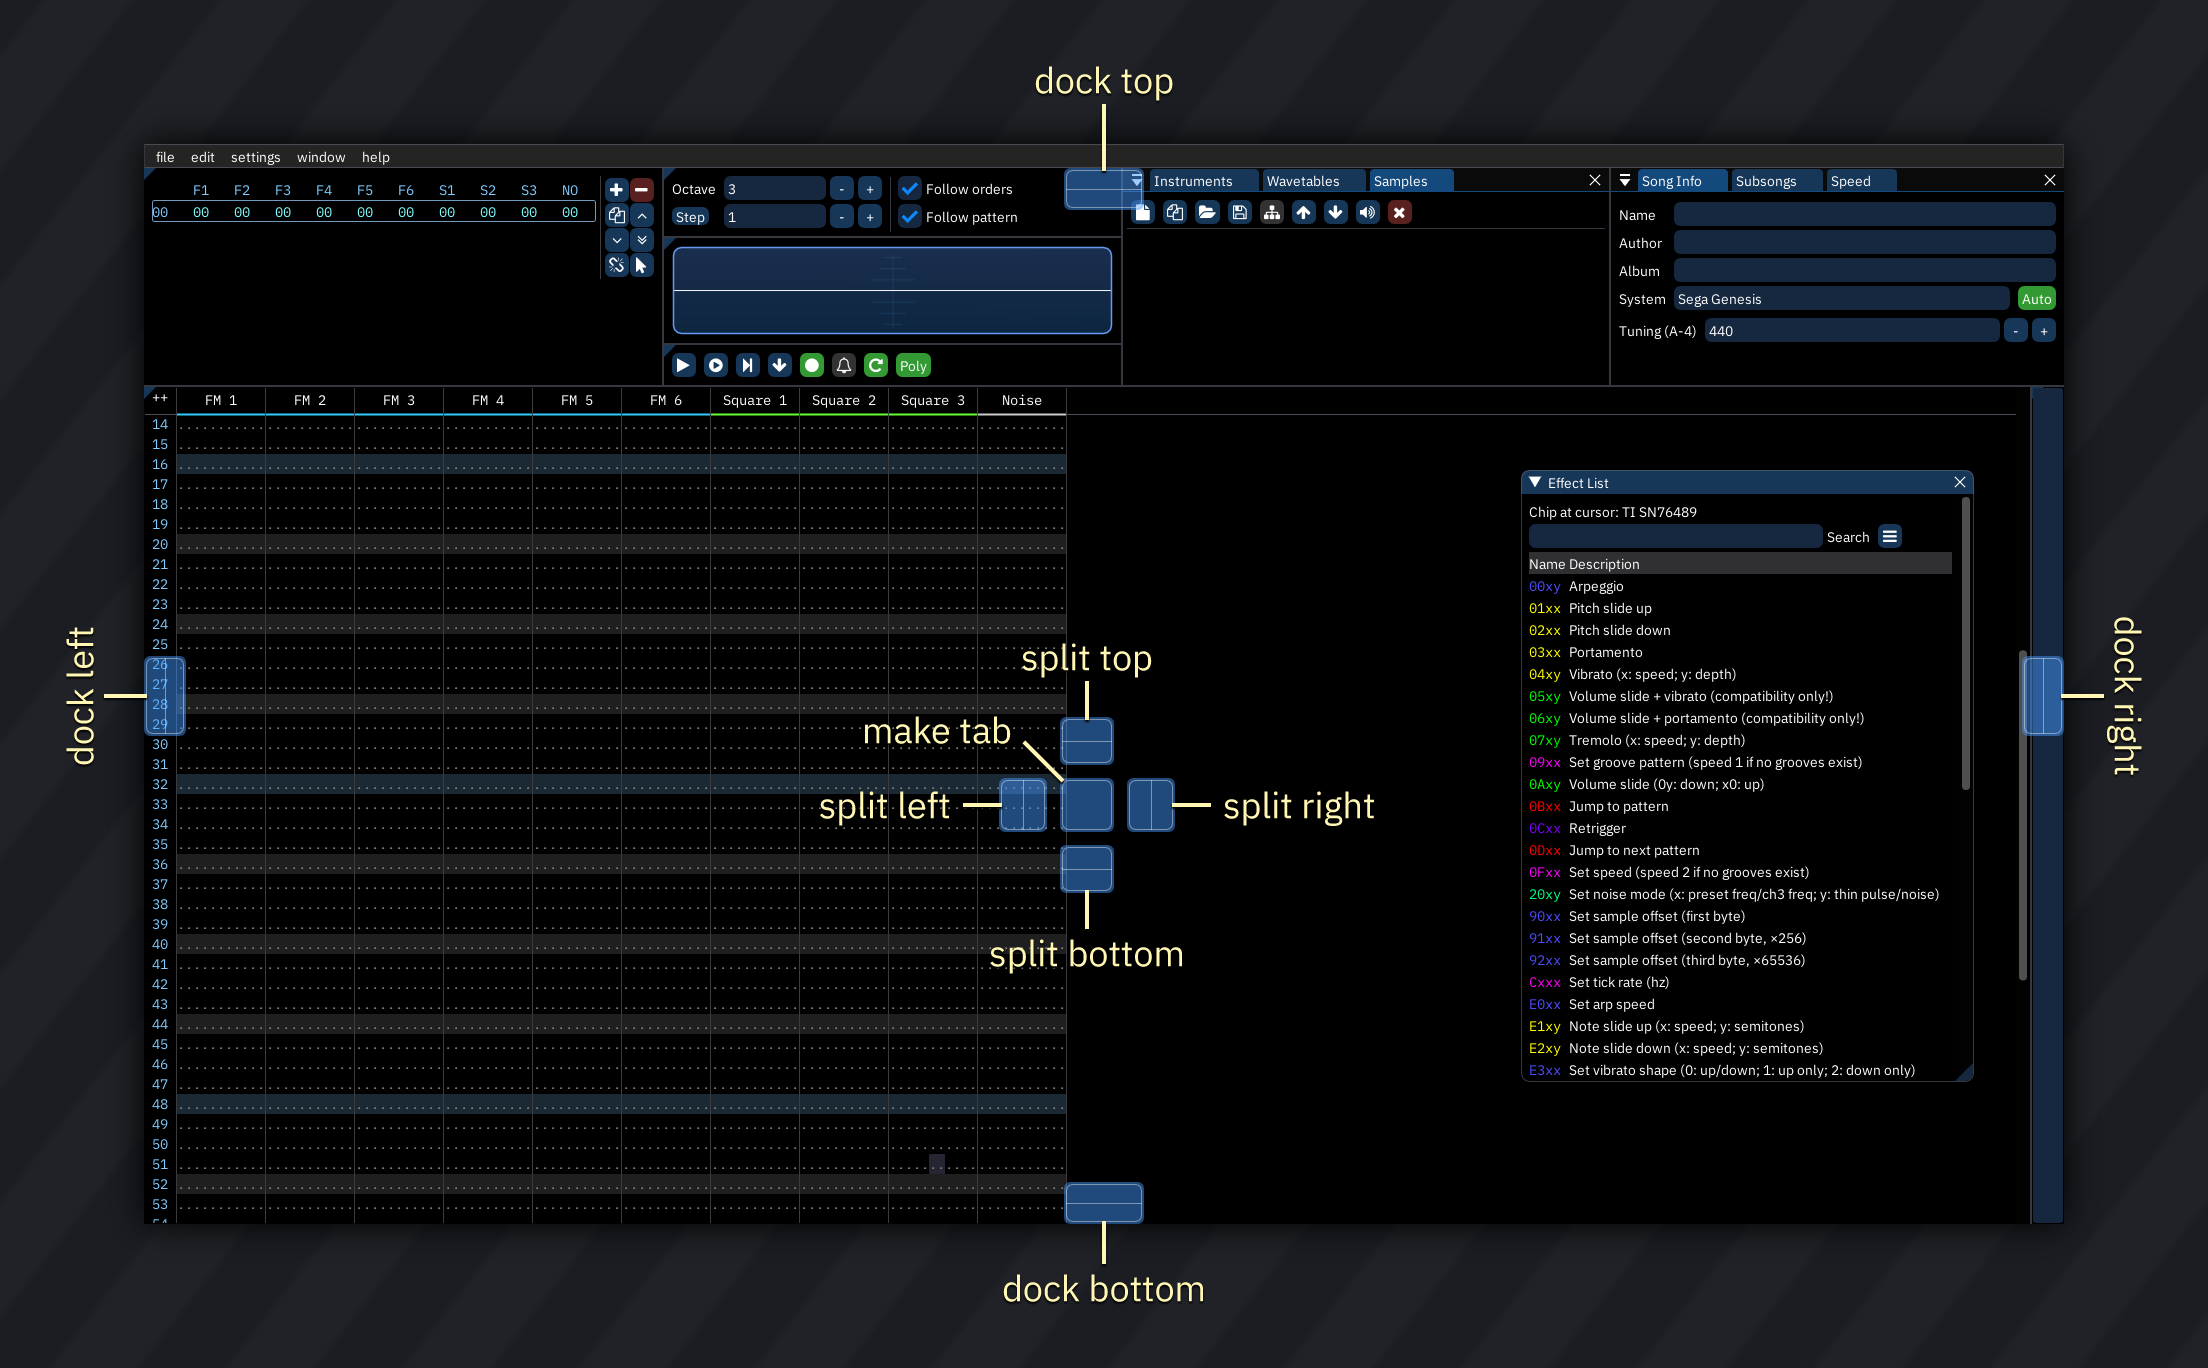 dock top
file edit settings window help
F1 F2 F3 F4 F5 F6 S1 S2 S3 NO
00 00 00 00 00 00 00 00 00 00 00
Octave 3 - + Follow orders
Step 1 - + Follow pattern
Poly
Instruments Wavetables Samples
Song Info Subsongs Speed
Name
Author
Album
System Sega Genesis Auto
Tuning (A-4) 440 - +
++ FM 1 FM 2 FM 3 FM 4 FM 5 FM 6 Square 1 Square 2 Square 3 Noise
14
15
16
17
18
19
20
21
22
23
24
25
26
27
28
29
30
31
32
33
34
35
36
37
38
39
40
41
42
43
44
45
46
47
48
49
50
51
52
53
dock left
split top
make tab
split left
split right
split bottom
dock bottom
dock right
Effect List
Chip at cursor: TI SN76489
Search
Name Description
00xy Arpeggio
01xx Pitch slide up
02xx Pitch slide down
03xx Portamento
04xy Vibrato (x: speed; y: depth)
05xy Volume slide + vibrato (compatibility only!)
06xy Volume slide + portamento (compatibility only!)
07xy Tremolo (x: speed; y: depth)
09xx Set groove pattern (speed 1 if no grooves exist)
0Axy Volume slide (0y: down; x0: up)
0Bxx Jump to pattern
0Cxx Retrigger
0Dxx Jump to next pattern
0Fxx Set speed (speed 2 if no grooves exist)
20xy Set noise mode (x: preset freq/ch3 freq; y: thin pulse/noise)
90xx Set sample offset (first byte)
91xx Set sample offset (second byte, ×256)
92xx Set sample offset (third byte, ×65536)
Cxxx Set tick rate (hz)
E0xx Set arp speed
E1xy Note slide up (x: speed; y: semitones)
E2xy Note slide down (x: speed; y: semitones)
E3xx Set vibrato shape (0: up/down; 1: up only; 2: down only)